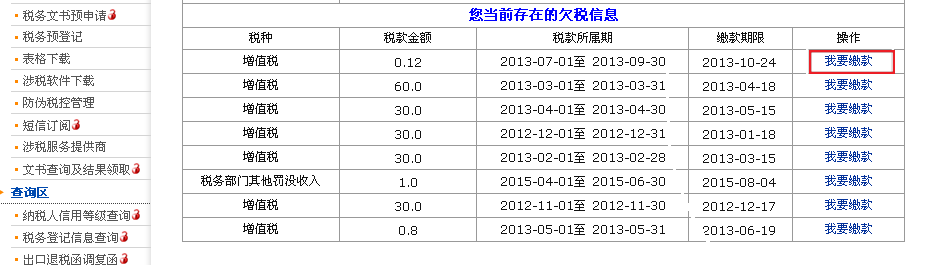 税务文书预申请
税务预登记
表格下载
涉税软件下载
防伪税控管理
短信订阅
涉税服务提供商
文书查询及结果领取
查询区
纳税人信用等级查询
税务登记信息查询
出口退税函调复函
您当前存在的欠税信息
税种 税款金额 税款所属期 缴款期限 操作
增值税 0.12 2013-07-01至 2013-09-30 2013-10-24 我要缴款
增值税 60.0 2013-03-01至 2013-03-31 2013-04-18 我要缴款
增值税 30.0 2013-04-01至 2013-04-30 2013-05-15 我要缴款
增值税 30.0 2012-12-01至 2012-12-31 2013-01-18 我要缴款
增值税 30.0 2013-02-01至 2013-02-28 2013-03-15 我要缴款
税务部门其他罚没收入 1.0 2015-04-01至 2015-06-30 2015-08-04 我要缴款
增值税 30.0 2012-11-01至 2012-11-30 2012-12-17 我要缴款
增值税 0.8 2013-05-01至 2013-05-31 2013-06-19 我要缴款